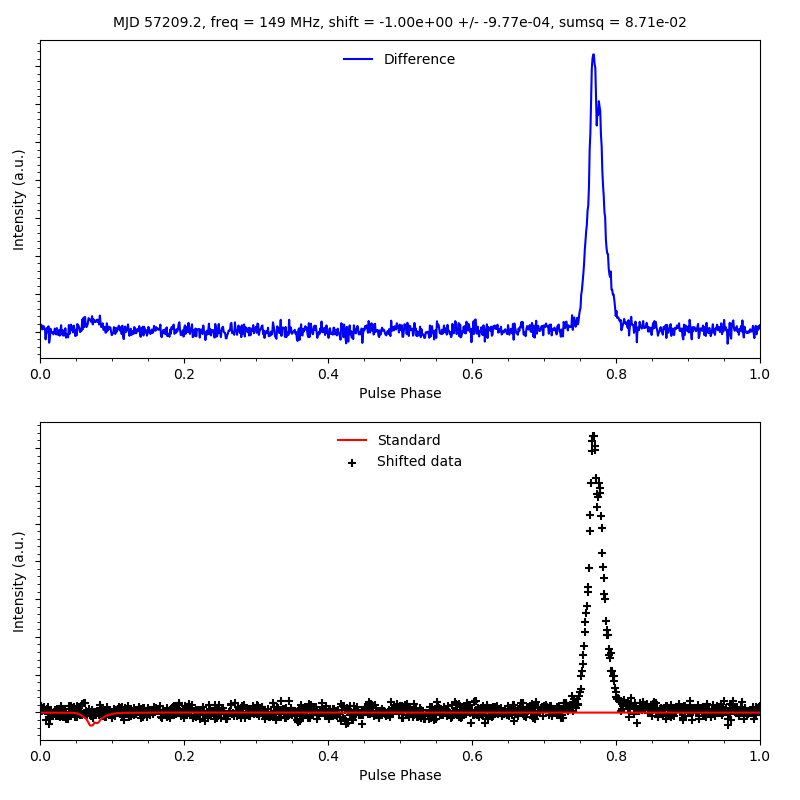 MJD 57209.2, freq = 149 MHz, shift = -1.00e+00 +/- -9.77e-04, sumsq = 8.71e-02
Difference
Intensity (a.u.)
0.0 0.2 0.4 0.6 0.8 1.0
Pulse Phase
Standard
Shifted data
Intensity (a.u.)
0.0 0.2 0.4 0.6 0.8 1.0
Pulse Phase